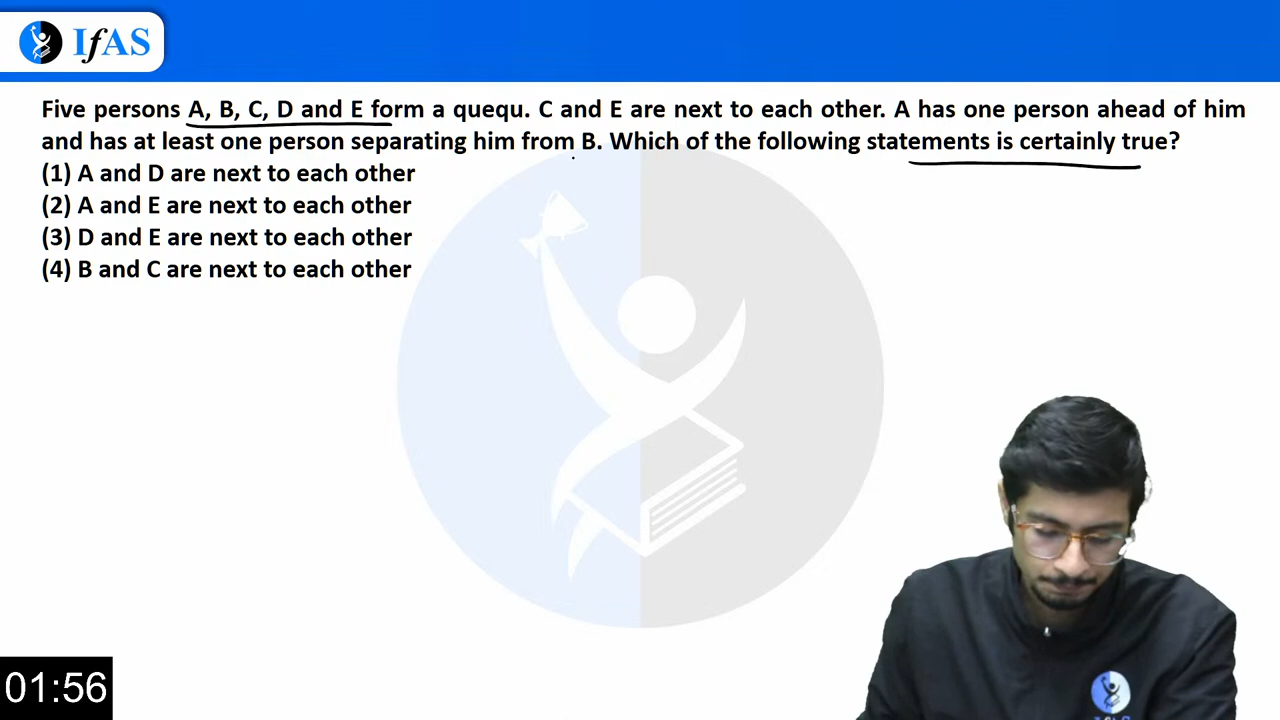 IfAS
Five persons A, B, C, D and E form a ququ. C and E are next to each other. A has one person ahead of him
and has at least one person separating him from B. Which of the following statements is certainly true?
(1) A and D are next to each other
(2) A and E are next to each other
(3) D and E are next to each other
(4) B and C are next to each other
01:56